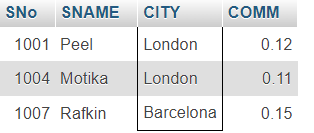 SNo SNAME CITY COMM
1001 Peel London 0.12
1004 Motika London 0.11
1007 Rafkin Barcelona 0.15